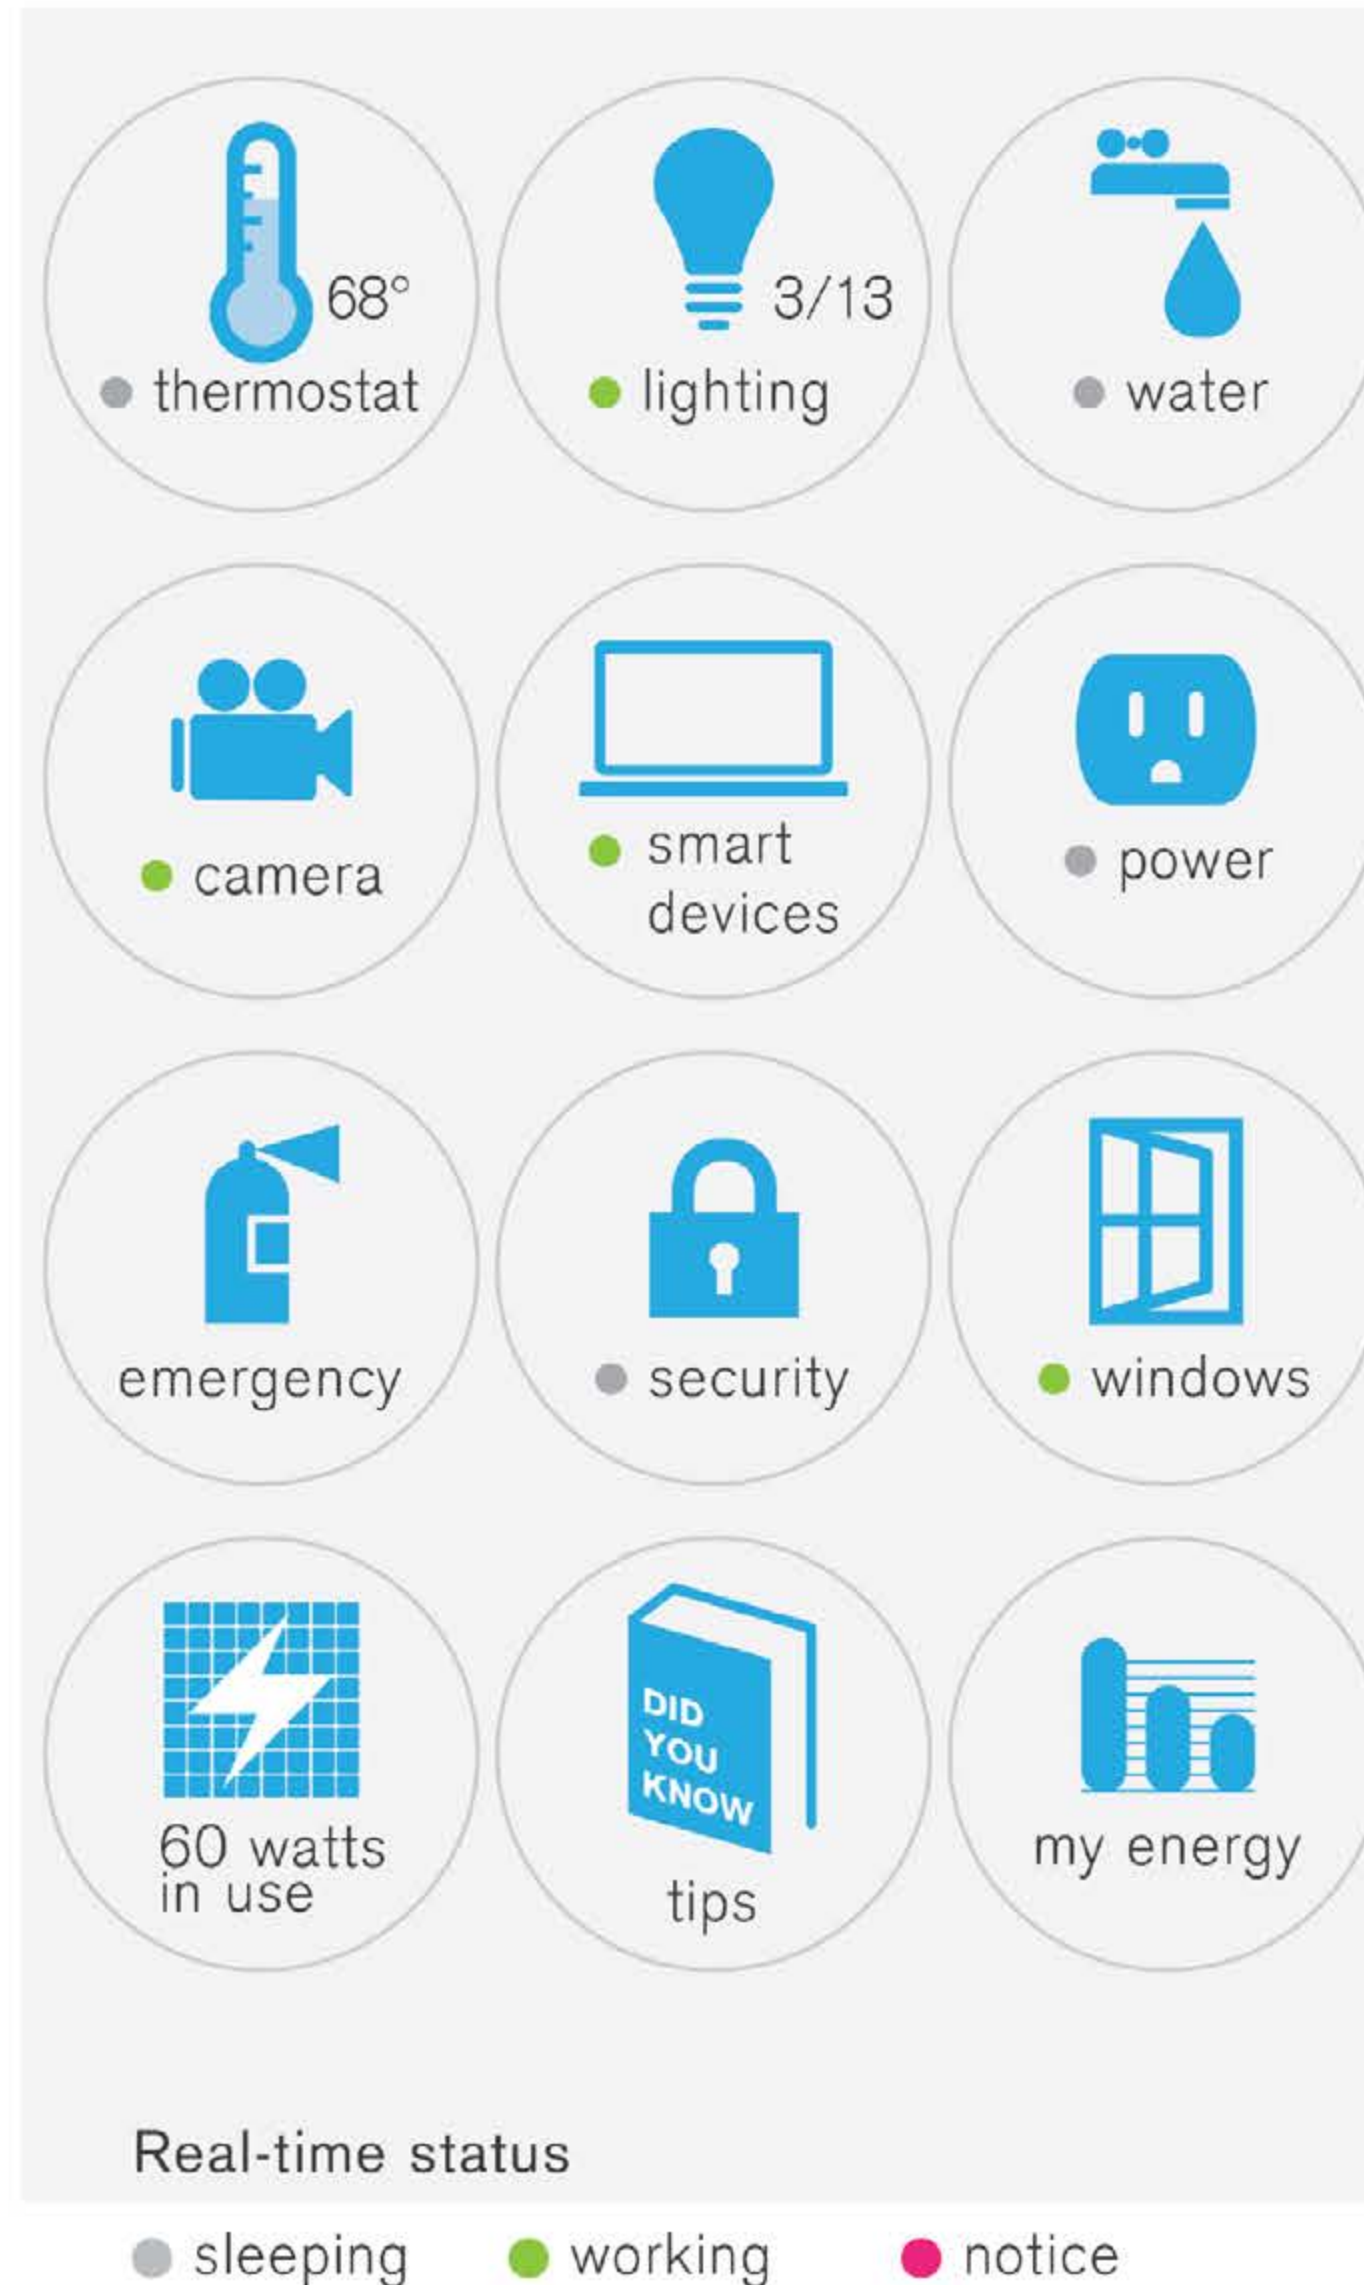 68°
thermostat
3/13
lighting
water
camera
smart
devices
power
emergency
security
windows
60 watts
in use
DID
YOU
KNOW
tips
my energy
Real-time status
sleeping
working
notice